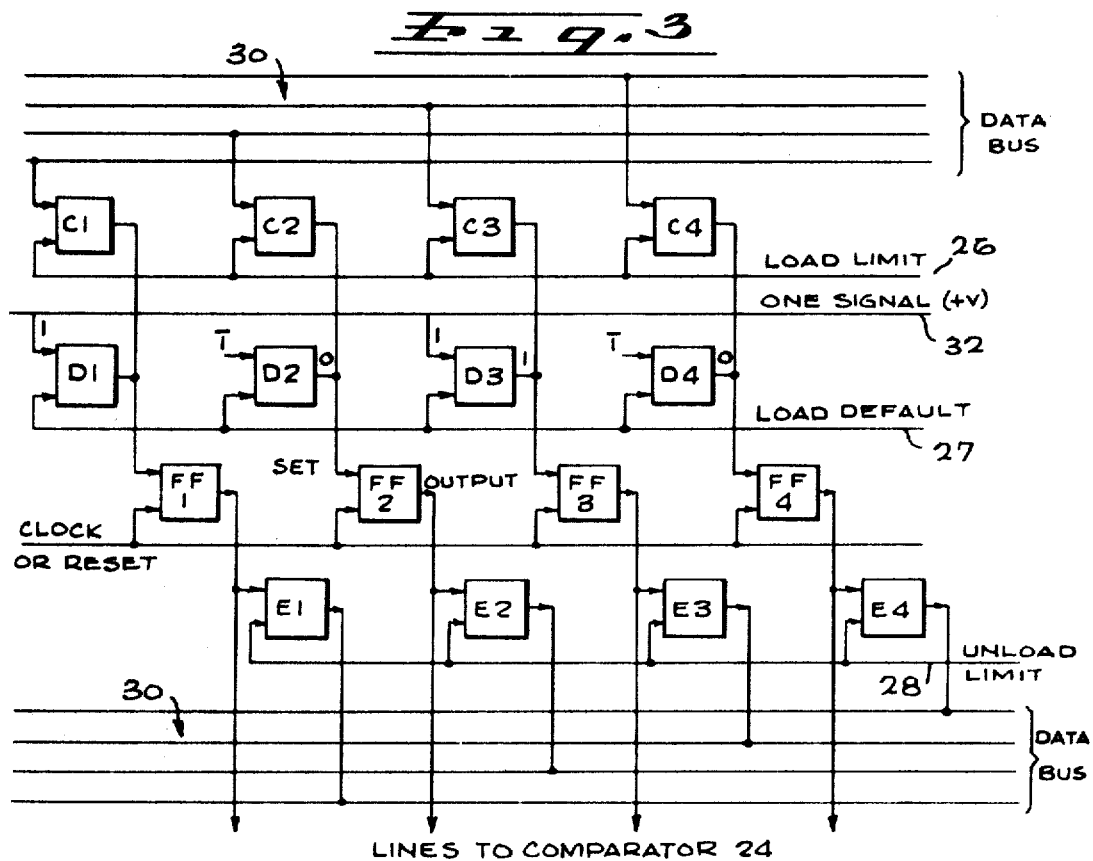 Fig. 3
30
DATA
BUS
C1
C2
C3
C4
LOAD LIMIT
26
ONE SIGNAL (+V)
32
1
T
1
T
D1
D2
0
D3
1
D4
0
LOAD DEFAULT
27
SET
OUTPUT
FF
1
FF
2
FF
3
FF
4
CLOCK
OR RESET
E1
E2
E3
E4
UNLOAD
LIMIT
28
30
DATA
BUS
LINES TO COMPARATOR 24